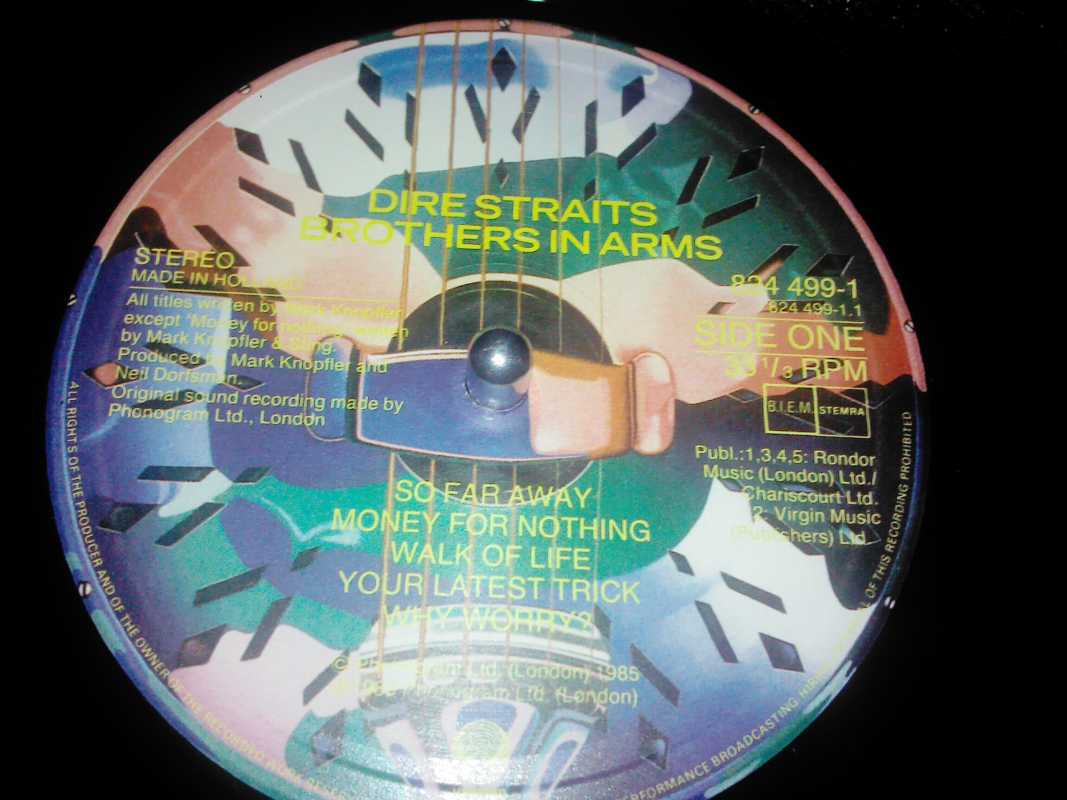 DIRE STRAITS
BROTHERS IN ARMS
STEREO
MADE IN HOLLAND
All titles written by Mark Knopfler
except 'Money for nothing' written
by Mark Knopfler & Sting.
Produced by Mark Knopfler and
Neil Dorfsman.
Original sound recording made by
Phonogram Ltd., London
824 499-1
824 499-1.1
SIDE ONE
33 1/3 RPM
B.I.E.M. STEMRA
Publ.:1,3,4,5: Rondor
Music (London) Ltd./
Chariscourt Ltd.
2: Virgin Music
(Publishers) Ltd.
SO FAR AWAY
MONEY FOR NOTHING
WALK OF LIFE
YOUR LATEST TRICK
WHY WORRY?
Ltd. (London) 1985
Ltd. (London)
ALL RIGHTS OF THE PRODUCER AND OF THE OWNER OF THE RECORDED WORK
PERFORMANCE BROADCASTING
OF THIS RECORDING PROHIBITED